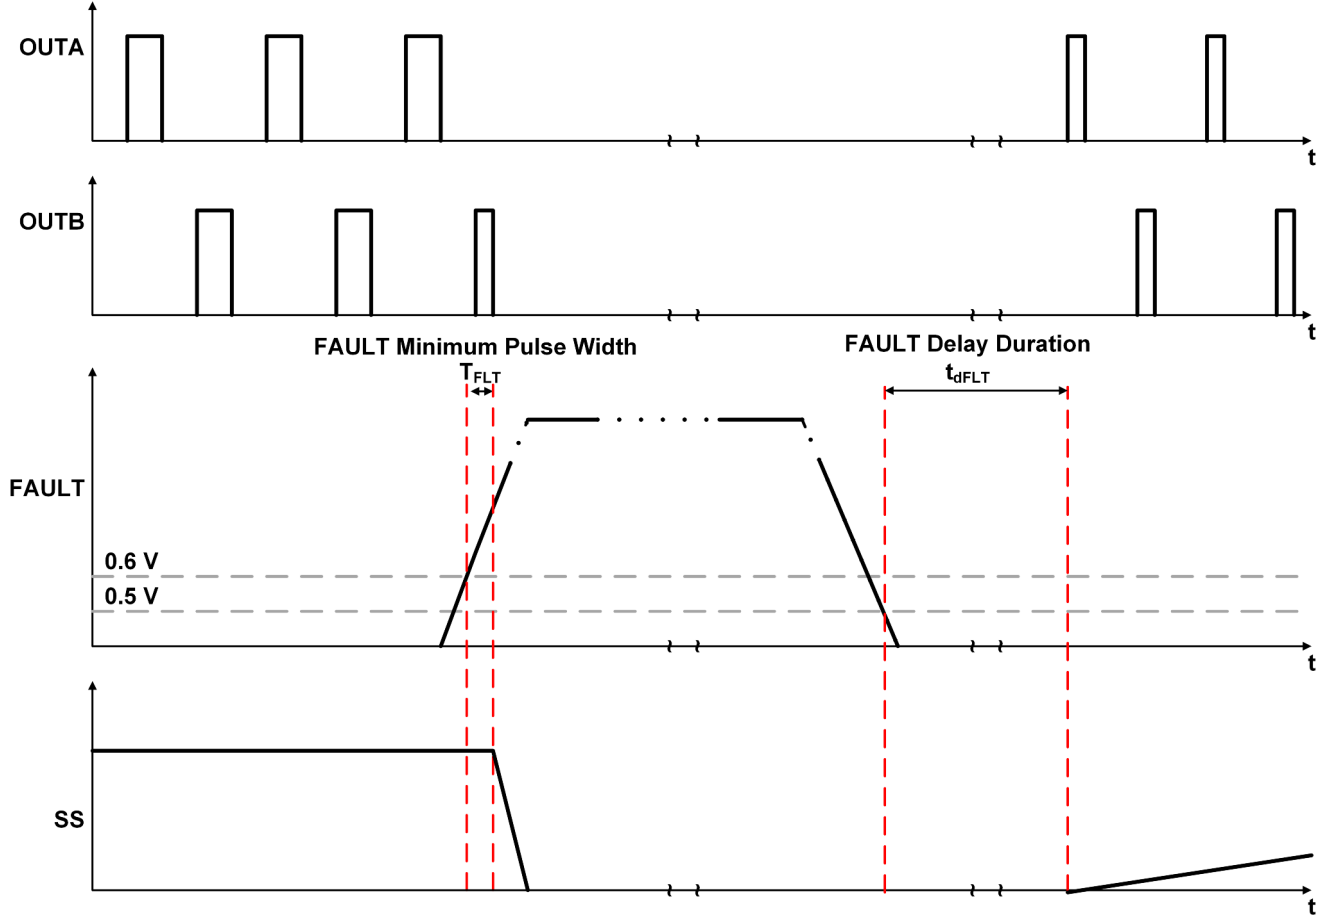 OUTA
t
OUTB
t
FAULT Minimum Pulse Width
FAULT Delay Duration
TFLT
tdFLT
FAULT
0.6 V
0.5 V
t
SS
t